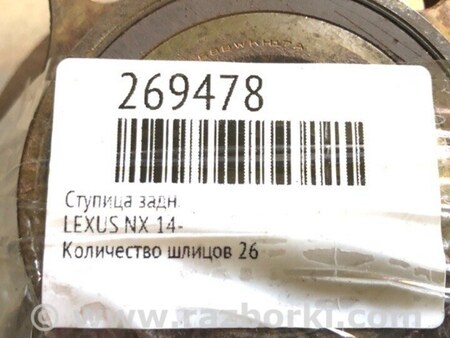 269478
Ступица задн.
LEXUS NX 14-
Количество шлицов 26
© www.razborki.com